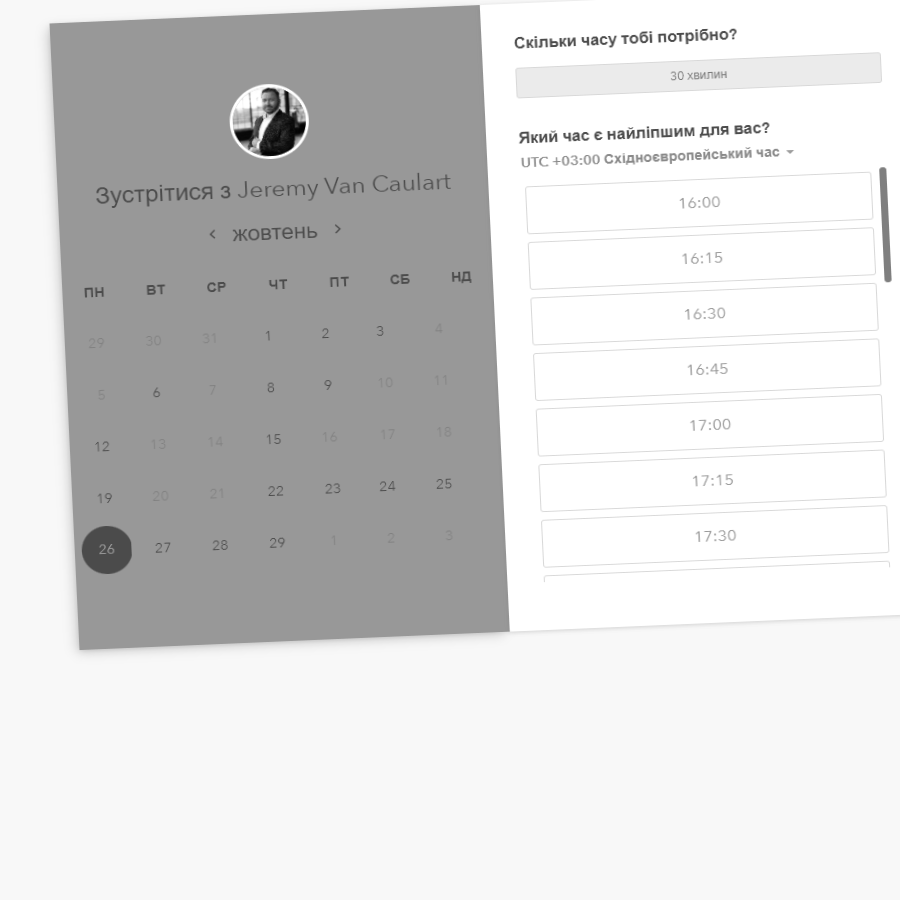 Зустрітися з Jeremy Van Caulart
жовтень
ПН ВТ СР ЧТ ПТ СБ НД
29 30 31 1 2 3 4
5 6 7 8 9 10 11
12 13 14 15 16 17 18
19 20 21 22 23 24 25
26 27 28 29 1 2 3
Скільки часу тобі потрібно?
30 хвилин
Який час є найліпшим для вас?
UTC +03:00 Східноєвропейський час
16:00
16:15
16:30
16:45
17:00
17:15
17:30